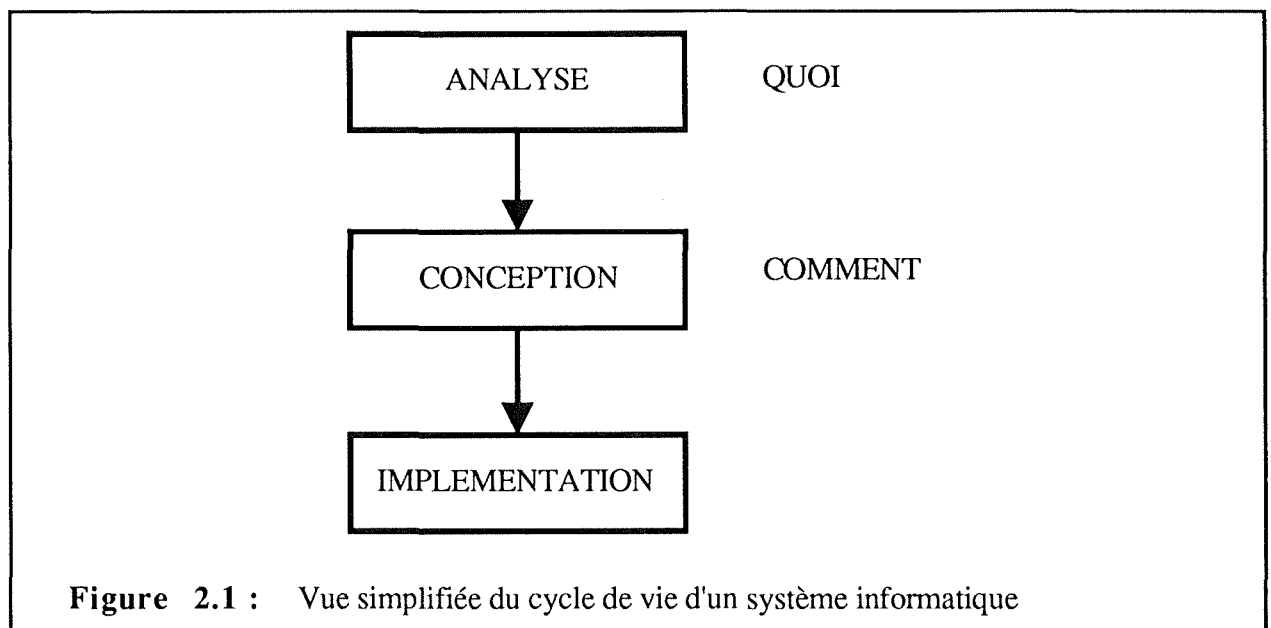 ANALYSE QUOI
CONCEPTION COMMENT
IMPLEMENTATION
Figure 2.1 : Vue simplifiée du cycle de vie d'un système informatique